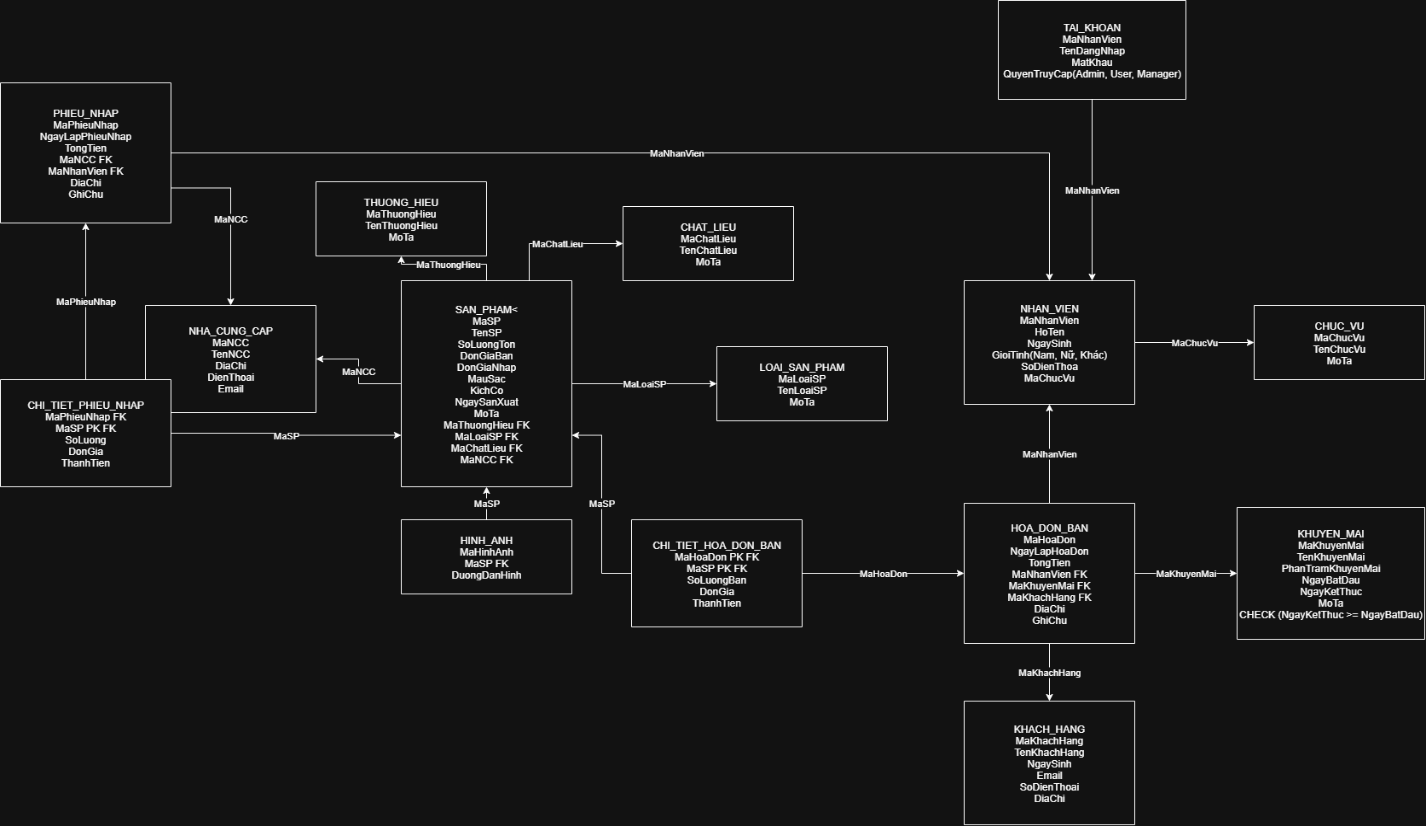 TAI_KHOAN
MaNhanVien
TenDangNhap
MatKhau
QuyenTruyCap(Admin, User, Manager)
PHIEU_NHAP
MaPhieuNhap
NgayLapPhieuNhap
TongTien
MaNCC FK
MaNhanVien FK
DiaChi
GhiChu
MaNhanVien
MaNhanVien
MaNCC
THUONG_HIEU
MaThuongHieu
TenThuongHieu
MoTa
CHAT_LIEU
MaChatLieu
TenChatLieu
MoTa
MaChatLieu
MaThuongHieu
MaPhieuNhap
NHA_CUNG_CAP
MaNCC
TenNCC
DiaChi
DienThoai
Email
MaNCC
SAN_PHAM<
MaSP
TenSP
SoLuongTon
DonGiaBan
DonGiaNhap
MauSac
KichCo
NgaySanXuat
MoTa
MaThuongHieu FK
MaLoaiSP FK
MaChatLieu FK
MaNCC FK
MaLoaiSP
LOAI_SAN_PHAM
MaLoaiSP
TenLoaiSP
MoTa
NHAN_VIEN
MaNhanVien
HoTen
NgaySinh
GioiTinh(Nam, Nữ, Khác)
SoDienThoa
MaChucVu
MaChucVu
CHUC_VU
MaChucVu
TenChucVu
MoTa
CHI_TIET_PHIEU_NHAP
MaPhieuNhap FK
MaSP PK FK
SoLuong
DonGia
ThanhTien
MaSP
MaSP
MaSP
MaNhanVien
HINH_ANH
MaHinhAnh
MaSP FK
DuongDanHinh
CHI_TIET_HOA_DON_BAN
MaHoaDon PK FK
MaSP PK FK
SoLuongBan
DonGia
ThanhTien
MaHoaDon
HOA_DON_BAN
MaHoaDon
NgayLapHoaDon
TongTien
MaNhanVien FK
MaKhuyenMai FK
MaKhachHang FK
DiaChi
GhiChu
MaKhuyenMai
KHUYEN_MAI
MaKhuyenMai
TenKhuyenMai
PhanTramKhuyenMai
NgayBatDau
NgayKetThuc
MoTa
CHECK (NgayKetThuc >= NgayBatDau)
MaKhachHang
KHACH_HANG
MaKhachHang
TenKhachHang
NgaySinh
Email
SoDienThoai
DiaChi